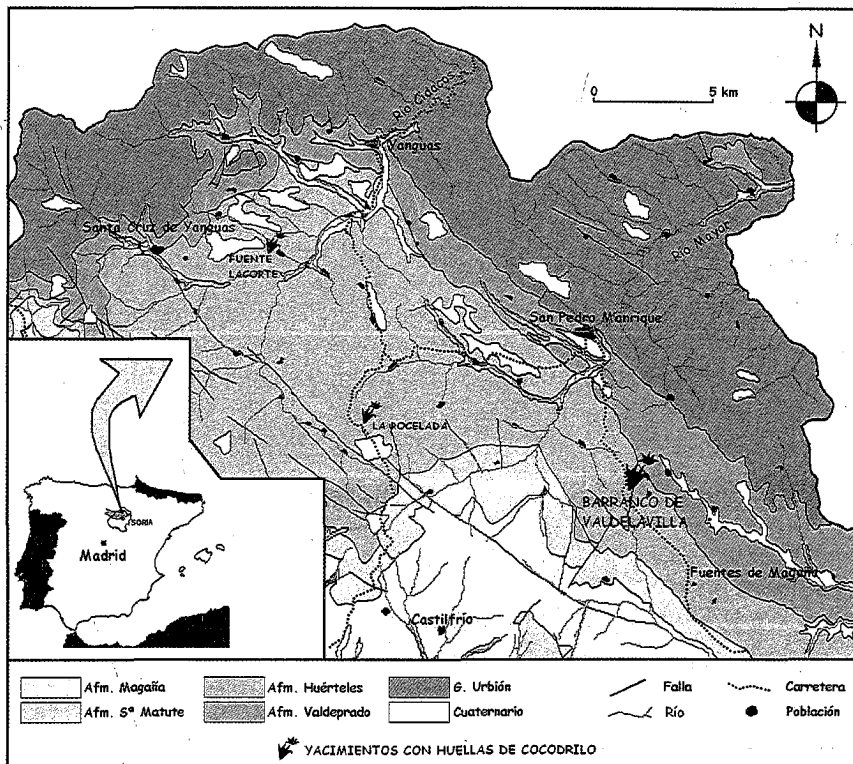 N
0 5 km
Río Cidacos
Yanguas
Santa Cruz de Yanguas
FUENTE
LACORTE
Río Mayor
San Pedro Manrique
LA ROCELADA
BARRANCO DE
VALDELAVILLA
Fuentes de Magaña
Castilfrío
SORIA
Madrid
Afm. Magaña
Afm. Huérteles
G. Urbión
Falla
Carretera
Afm. Sª Matute
Afm. Valdeprado
Cuaternario
Río
Población
YACIMIENTOS CON HUELLAS DE COCODRILO